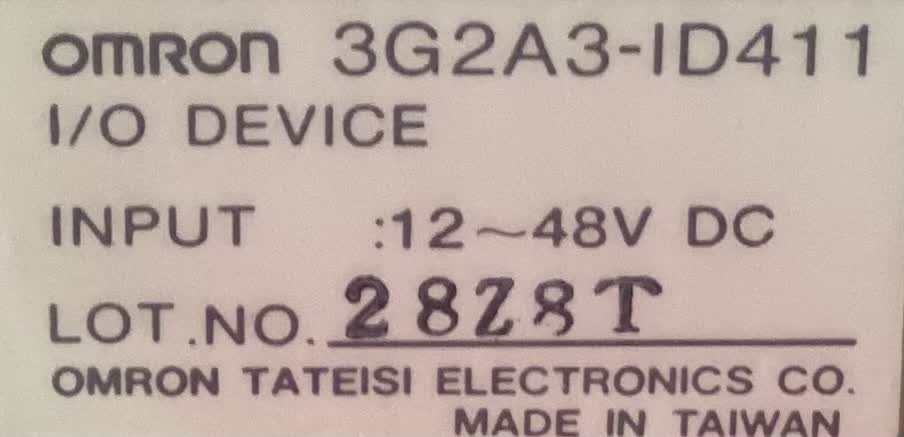 OMRON 3G2A3-ID411
I/O DEVICE
INPUT :12~48V DC
LOT.NO. 28Z8T
OMRON TATEISI ELECTRONICS CO.
MADE IN TAIWAN